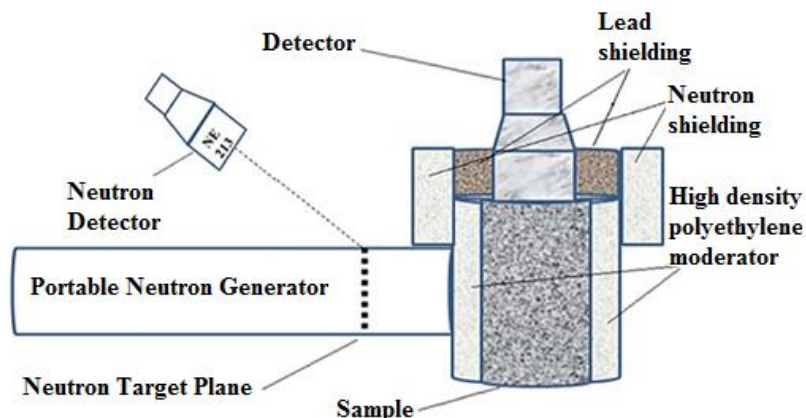 Detector
Lead
shielding
Neutron
shielding
NE
213
Neutron
Detector
High density
polyethylene
moderator
Portable Neutron Generator
Neutron Target Plane
Sample